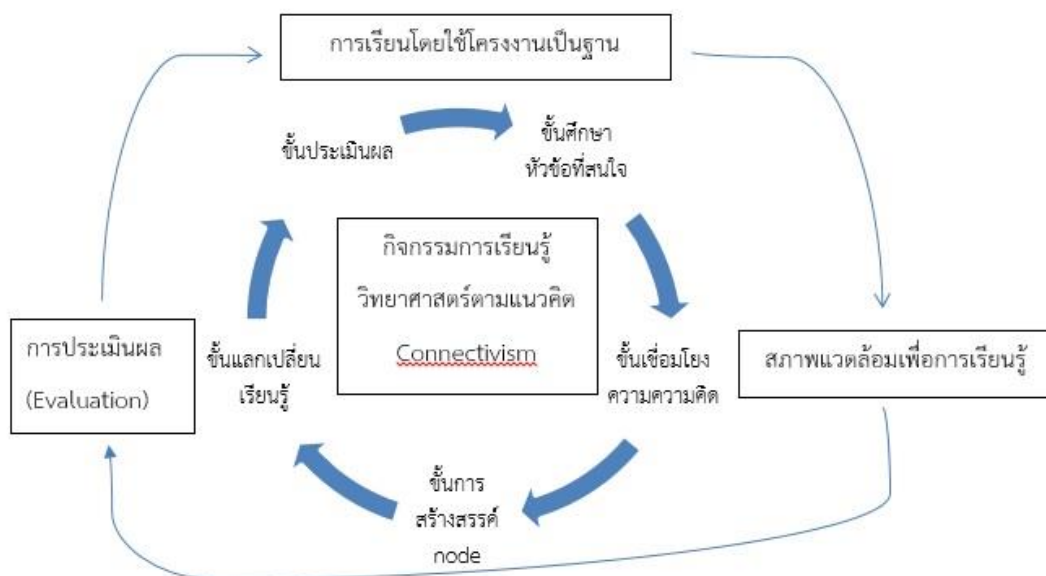 การเรียนโดยใช้โครงงานเป็นฐาน
ขั้นประเมินผล
ขั้นศึกษา
หัวข้อที่สนใจ
กิจกรรมการเรียนรู้
วิทยาศาสตร์ตามแนวคิด
Connectivism
การประเมินผล
(Evaluation)
ขั้นแลกเปลี่ยน
เรียนรู้
ขั้นเชื่อมโยง
ความความคิด
สภาพแวดล้อมเพื่อการเรียนรู้
ขั้นการ
สร้างสรรค์
node